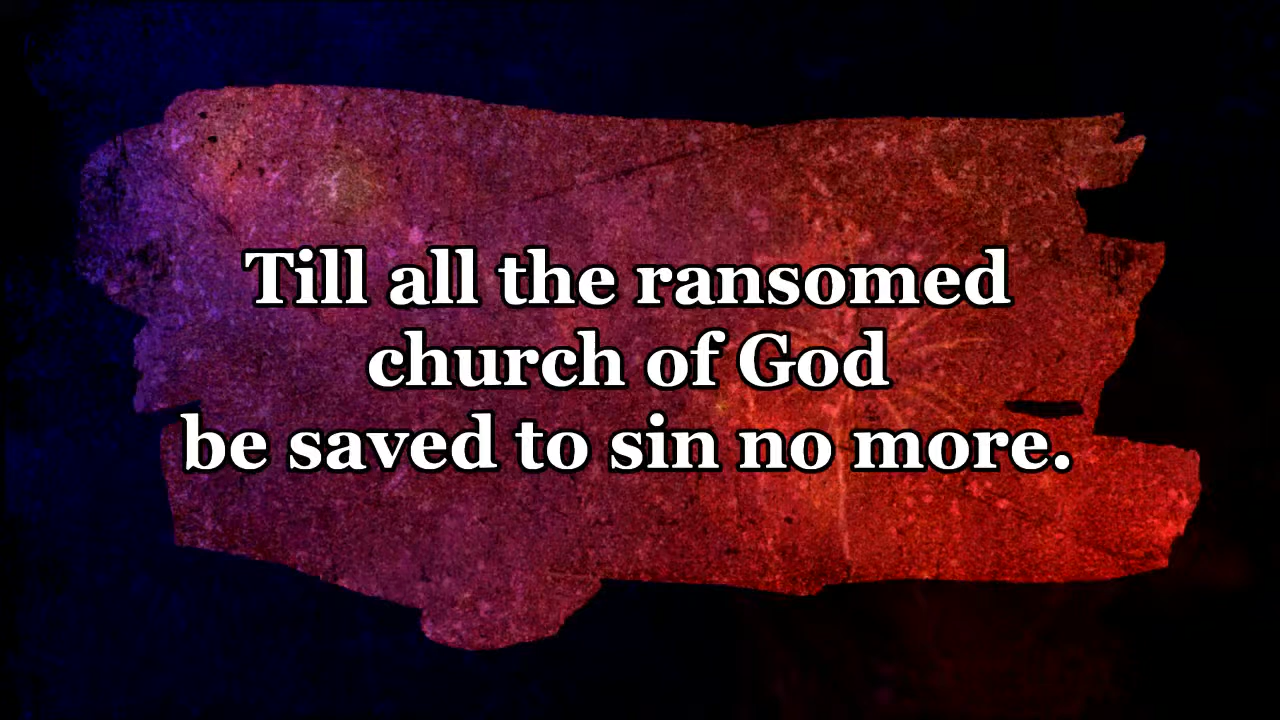 Till all the ransomed
church of God
be saved to sin no more.